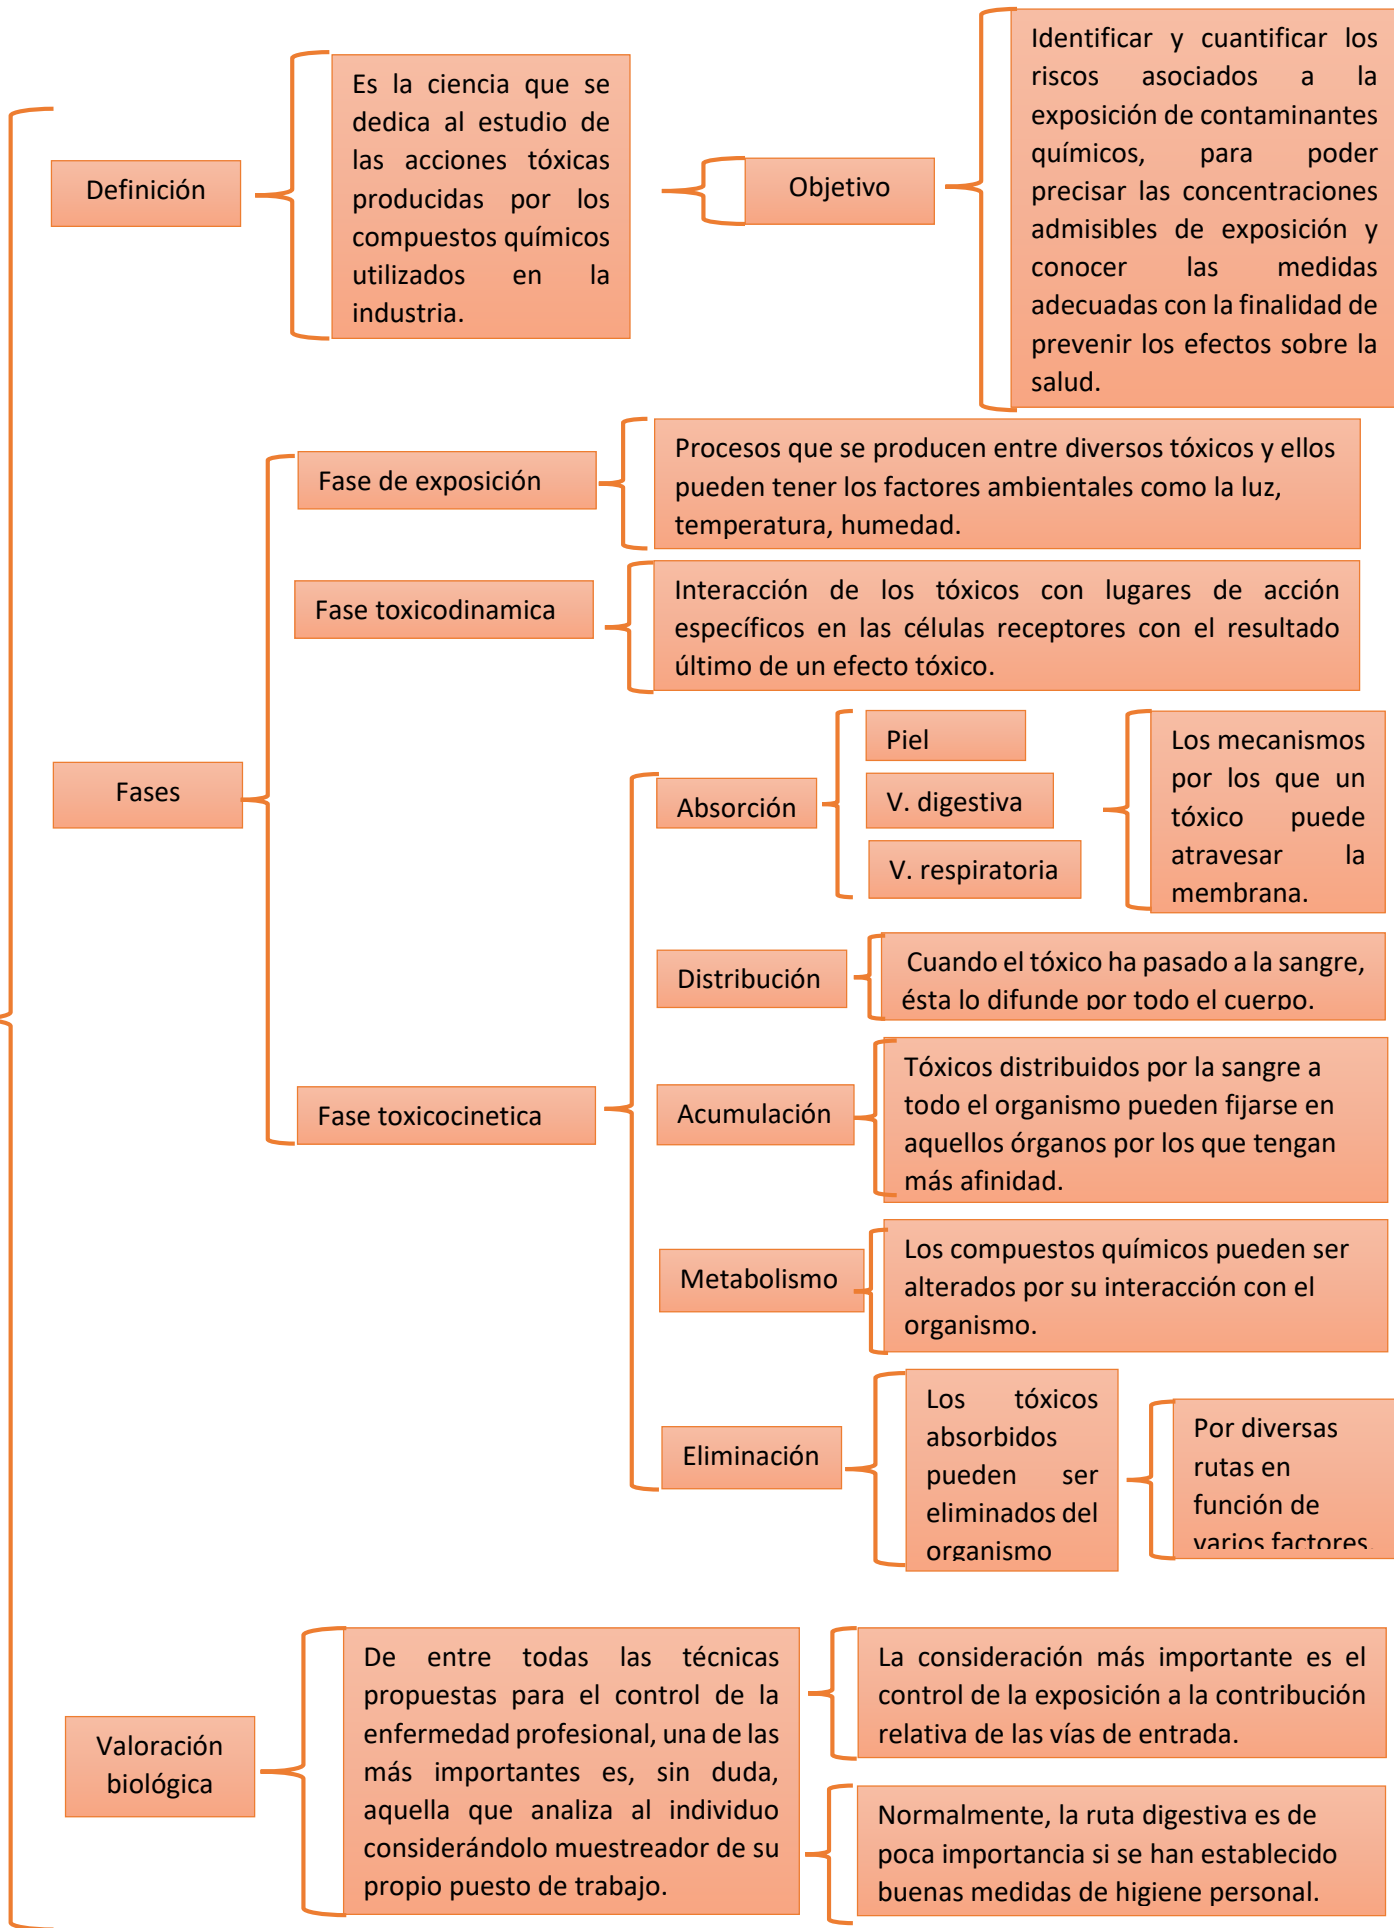 Definición
Es la ciencia que se
dedica al estudio de
las acciones tóxicas
producidas por los
compuestos químicos
utilizados en la
industria.
Objetivo
Identificar y cuantificar los
riscos asociados a la
exposición de contaminantes
químicos, para poder
precisar las concentraciones
admisibles de exposición y
conocer las medidas
adecuadas con la finalidad de
prevenir los efectos sobre la
salud.
Fases
Fase de exposición
Procesos que se producen entre diversos tóxicos y ellos
pueden tener los factores ambientales como la luz,
temperatura, humedad.
Fase toxicodinamica
Interacción de los tóxicos con lugares de acción
específicos en las células receptores con el resultado
último de un efecto tóxico.
Fase toxicocinetica
Absorción
Piel
V. digestiva
V. respiratoria
Los mecanismos
por los que un
tóxico puede
atravesar la
membrana.
Distribución
Cuando el tóxico ha pasado a la sangre,
ésta lo difunde por todo el cuerpo.
Acumulación
Tóxicos distribuidos por la sangre a
todo el organismo pueden fijarse en
aquellos órganos por los que tengan
más afinidad.
Metabolismo
Los compuestos químicos pueden ser
alterados por su interacción con el
organismo.
Eliminación
Los tóxicos
absorbidos
pueden ser
eliminados del
organismo
Por diversas
rutas en
función de
varios factores.
Valoración
biológica
De entre todas las técnicas
propuestas para el control de la
enfermedad profesional, una de las
más importantes es, sin duda,
aquella que analiza al individuo
considerándolo muestreador de su
propio puesto de trabajo.
La consideración más importante es el
control de la exposición a la contribución
relativa de las vías de entrada.
Normalmente, la ruta digestiva es de
poca importancia si se han establecido
buenas medidas de higiene personal.